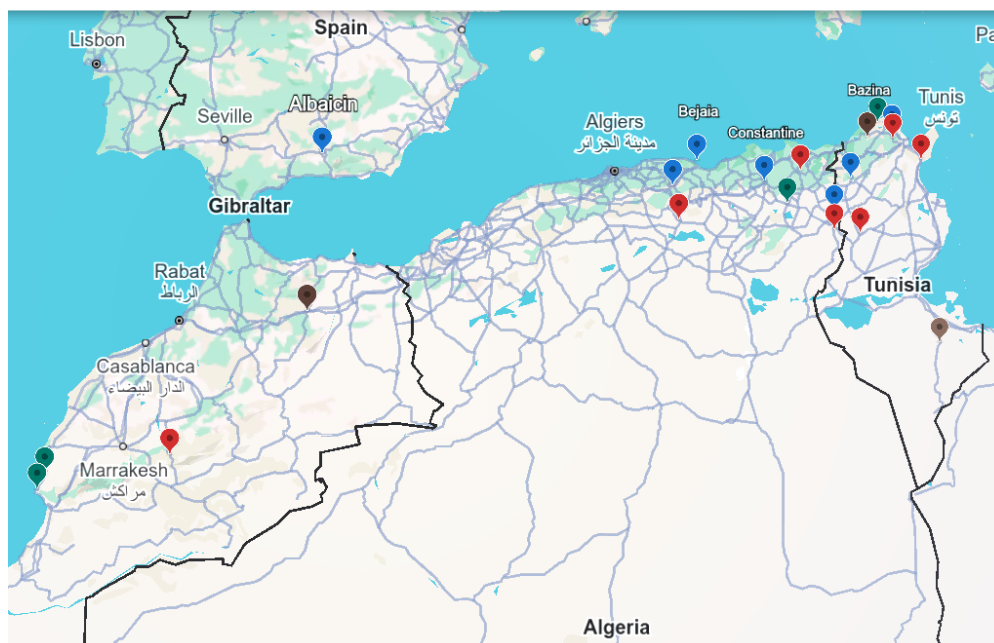 Spain
Lisbon
Albaicin
Seville
Gibraltar
Algiers
مدينة الجزائر
Bejaia
Constantine
Bazina
Tunis
تونس
Pa
Rabat
الرباط
Tunisia
Casablanca
الدار البيضاء
Marrakesh
مراكش
Algeria